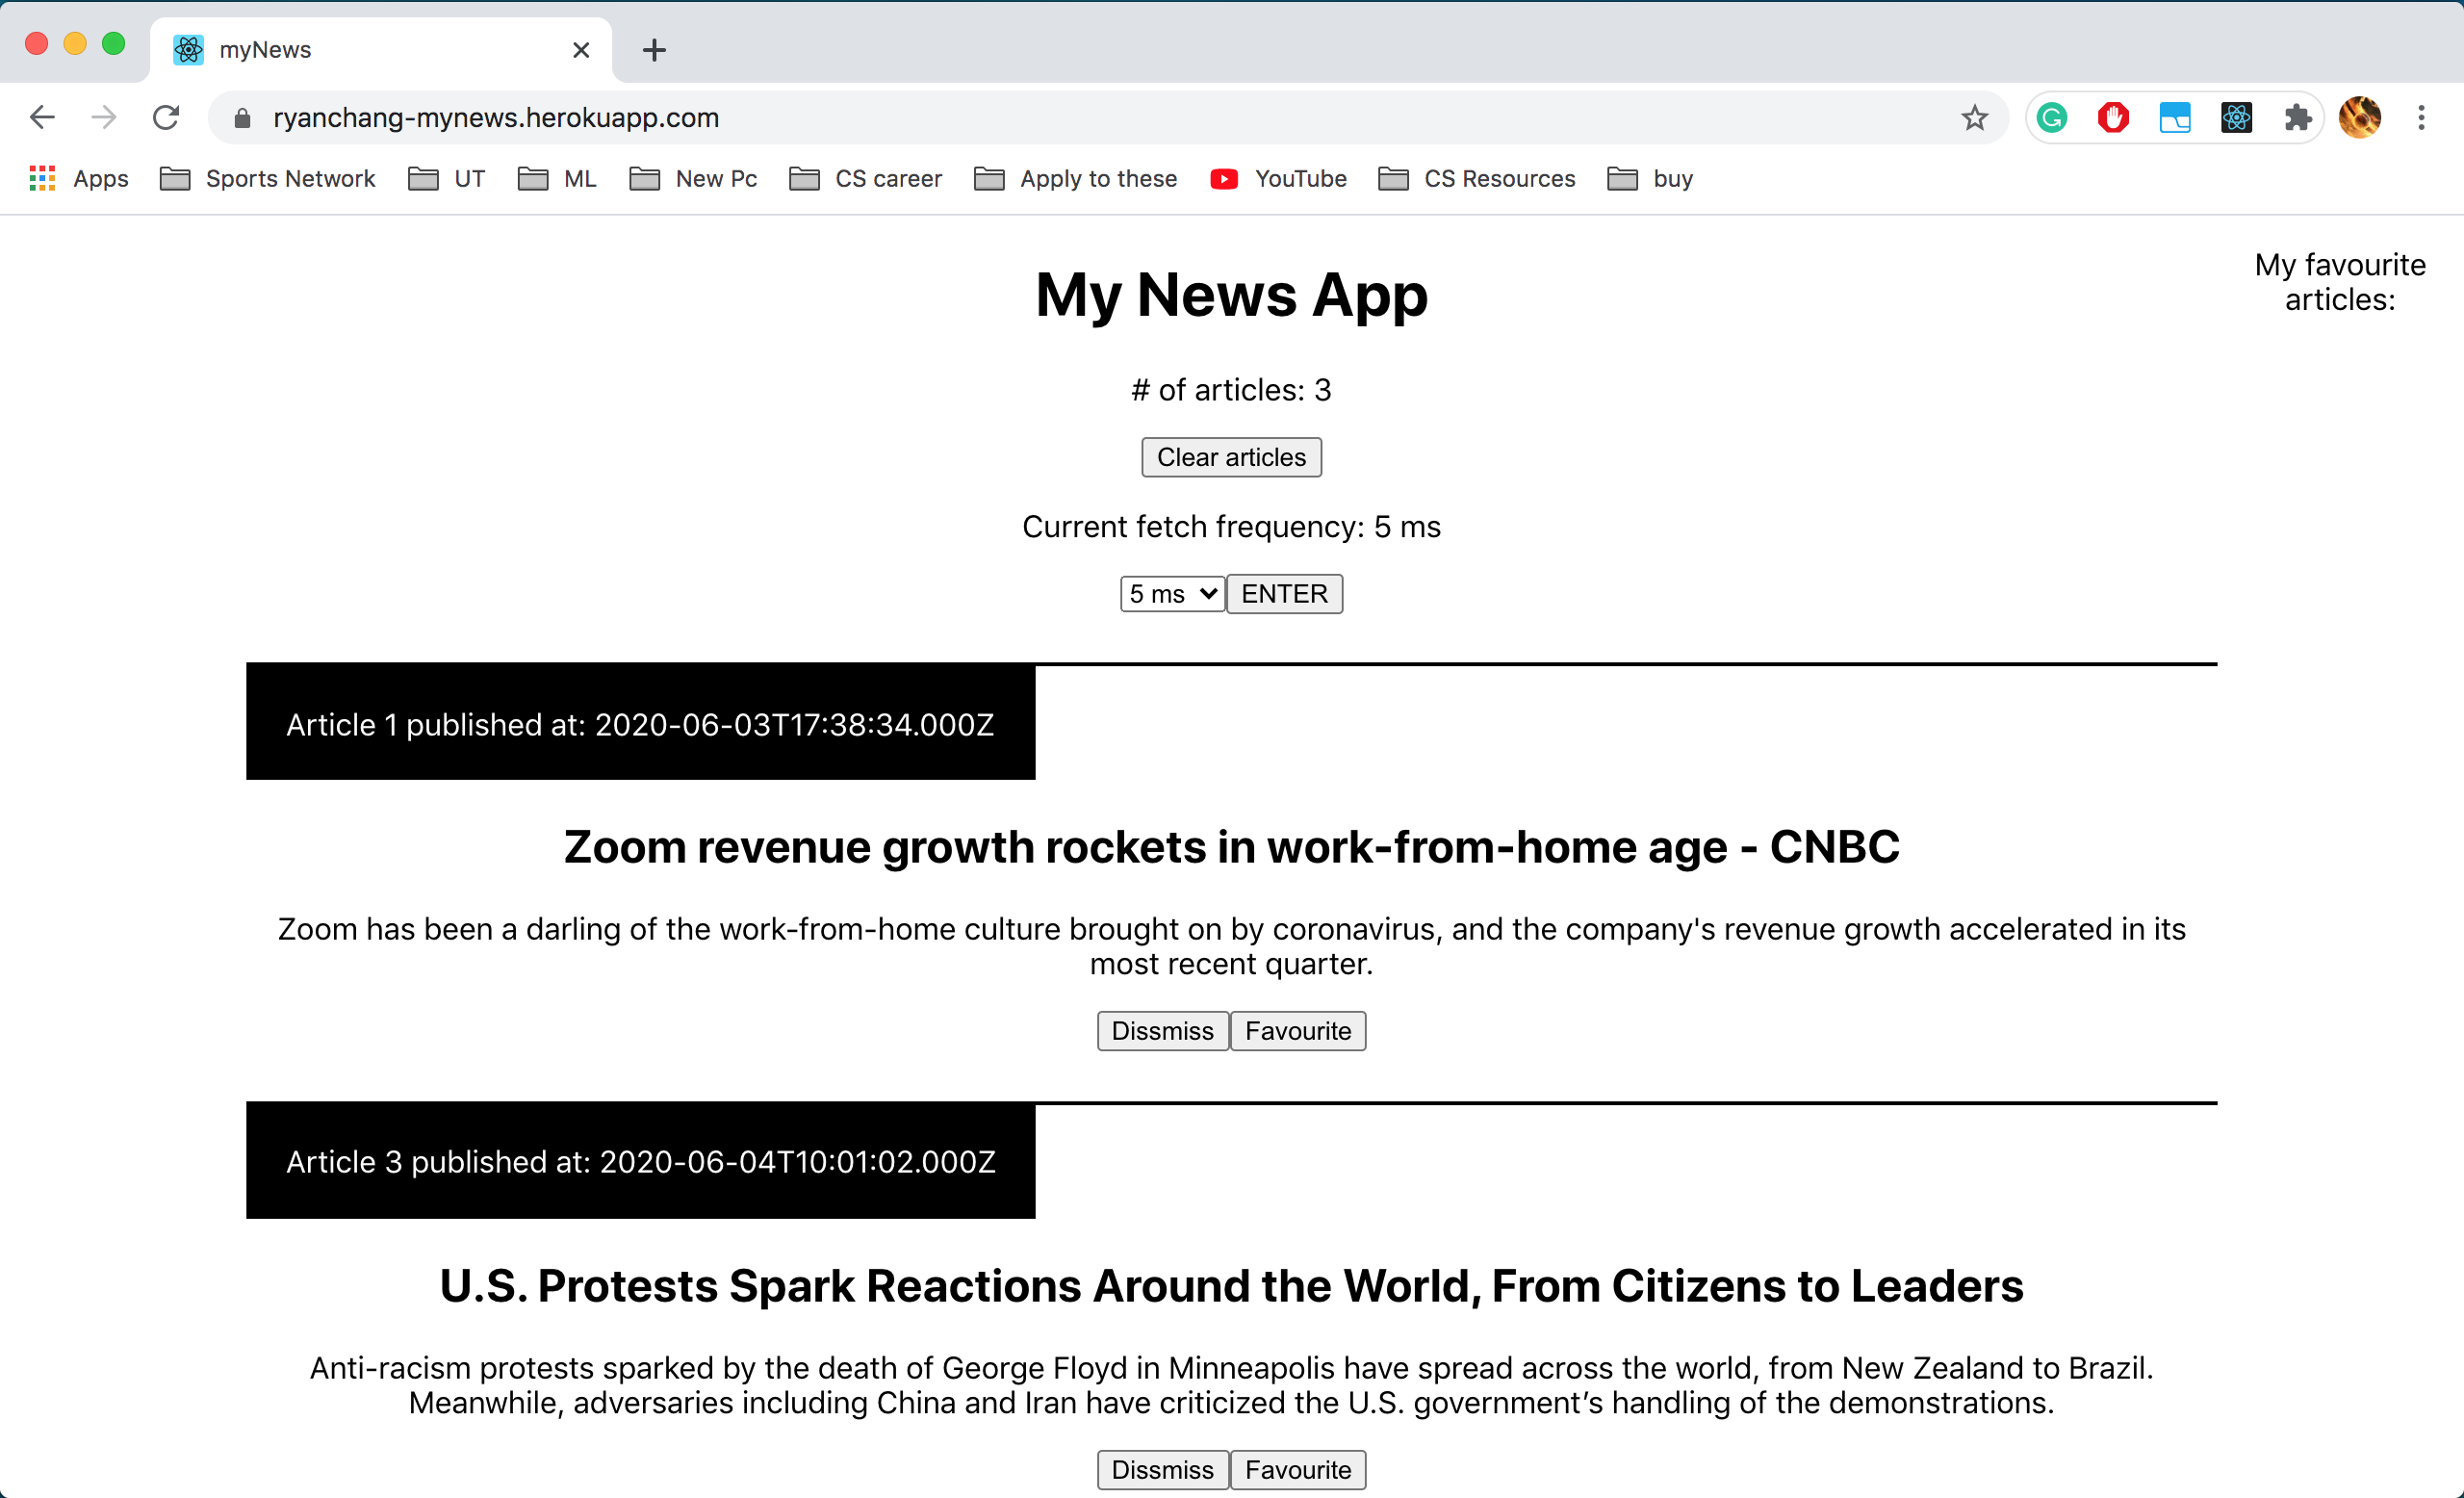 myNews
ryanchang-mynews.herokuapp.com
Apps Sports Network UT ML New Pc CS career Apply to these YouTube CS Resources buy
My favourite
articles:
My News App
# of articles: 3
Clear articles
Current fetch frequency: 5 ms
5 ms ENTER
Article 1 published at: 2020-06-03T17:38:34.000Z
Zoom revenue growth rockets in work-from-home age - CNBC
Zoom has been a darling of the work-from-home culture brought on by coronavirus, and the company's revenue growth accelerated in its
most recent quarter.
Dissmiss Favourite
Article 3 published at: 2020-06-04T10:01:02.000Z
U.S. Protests Spark Reactions Around the World, From Citizens to Leaders
Anti-racism protests sparked by the death of George Floyd in Minneapolis have spread across the world, from New Zealand to Brazil.
Meanwhile, adversaries including China and Iran have criticized the U.S. government’s handling of the demonstrations.
Dissmiss Favourite